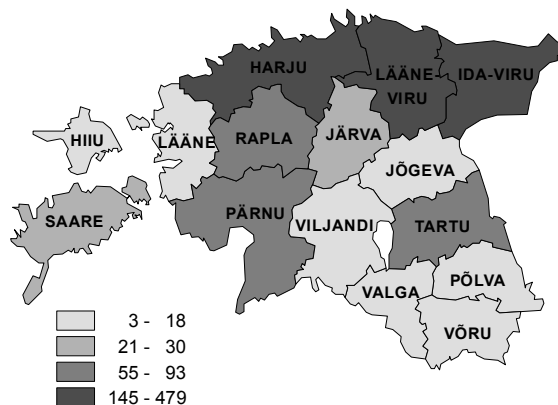 HARJU
LÄÄNE-
VIRU
IDA-VIRU
HIIU
LÄÄNE
RAPLA
JÄRVA
JÕGEVA
SAARE
PÄRNU
VILJANDI
TARTU
VALGA
PÕLVA
VÕRU
3 - 18
21 - 30
55 - 93
145 - 479